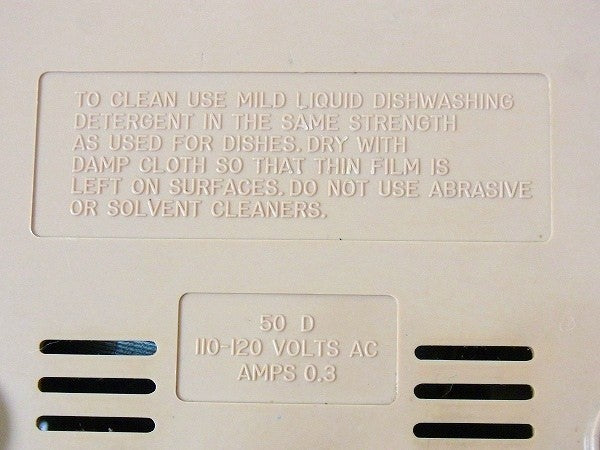 TO CLEAN USE MILD LIQUID DISHWASHING
DETERGENT IN THE SAME STRENGTH
AS USED FOR DISHES. DRY WITH
DAMP CLOTH SO THAT THIN FILM IS
LEFT ON SURFACES. DO NOT USE ABRASIVE
OR SOLVENT CLEANERS.
50 D
110-120 VOLTS AC
AMPS 0.3